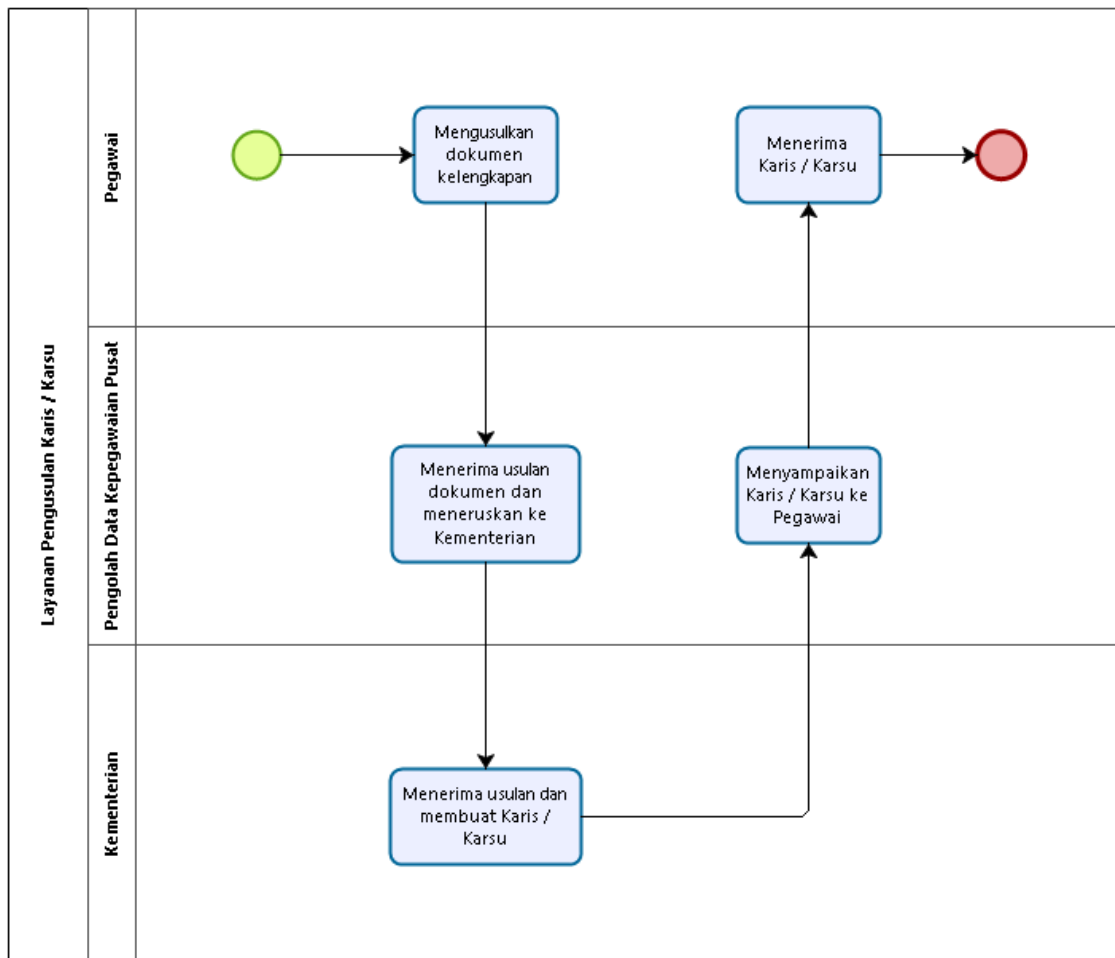 Layanan Pengusulan Karis / Karsu
Pegawai
Mengusulkan
dokumen
kelengkapan
Menerima
Karis / Karsu
Pengolah Data Kepegawaian Pusat
Menerima usulan
dokumen dan
meneruskan ke
Kementerian
Menyampaikan
Karis / Karsu ke
Pegawai
Kementerian
Menerima usulan dan
membuat Karis /
Karsu